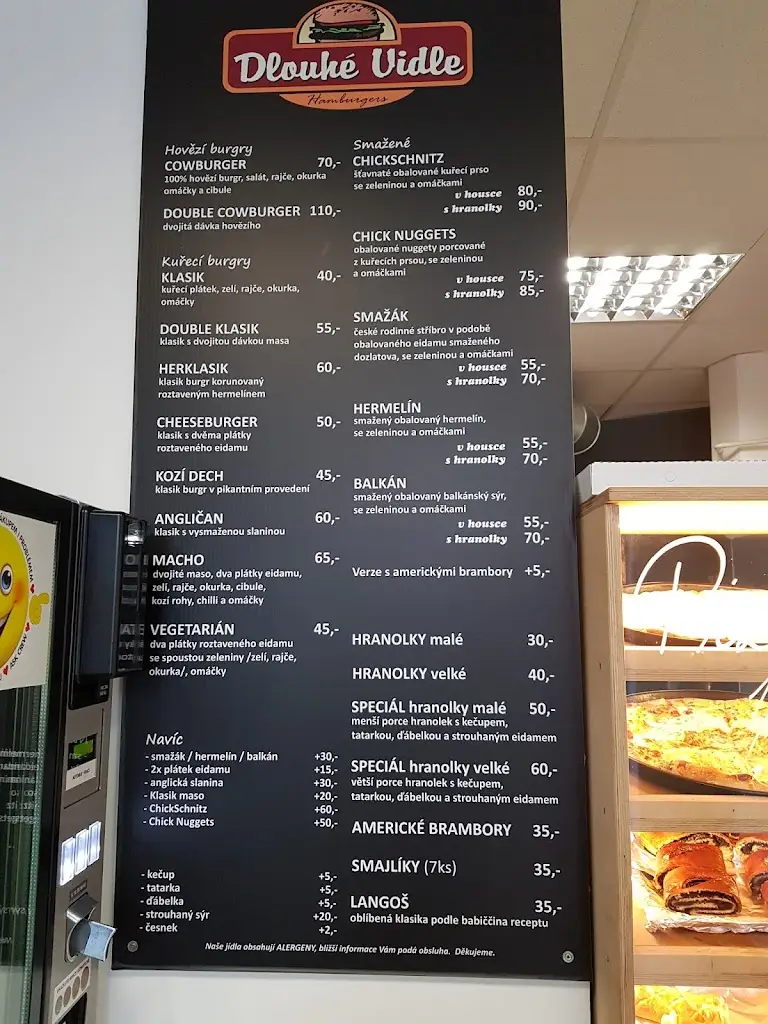 Dlouhé Vidle
Hamburgers
Hovězí burgry
COWBURGER 70,-
100% hovězí burgr, salát, rajče, okurka
omáčky a cibule
DOUBLE COWBURGER 110,-
dvojitá dávka hovězího
Kuřecí burgry
KLASIK 40,-
kuřecí plátek, zelí, rajče, okurka,
omáčky
DOUBLE KLASIK 55,-
klasik s dvojitou dávkou masa
HERKLASIK 60,-
klasik burgr korunovaný
roztaveným hermelínem
CHEESEBURGER 50,-
klasik s dvěma plátky
roztaveného eidamu
KOZÍ DECH 45,-
klasik burgr v pikantním provedení
ANGLIČAN 60,-
klasik s vysmaženou slaninou
MACHO 65,-
dvojité maso, dva plátky eidamu,
zelí, rajče, okurka, cibule,
kozí rohy, chilli a omáčky
VEGETARIÁN 45,-
dva plátky roztaveného eidamu
se spoustou zeleniny /zelí, rajče,
okurka/, omáčky
Navíc
- smažák / hermelín / balkán +30,-
- 2x plátek eidamu +15,-
- anglická slanina +30,-
- Klasik maso +20,-
- ChickSchnitz +60,-
- Chick Nuggets +50,-
- kečup +5,-
- tatarka +5,-
- ďábelka +5,-
- strouhaný sýr +20,-
- česnek +2,-
Smažené
CHICKSCHNITZ
šťavnaté obalované kuřecí prso
se zeleninou a omáčkami
v housce 80,-
s hranolky 90,-
CHICK NUGGETS
obalované nuggety porcované
z kuřecích prsou, se zeleninou
a omáčkami
v housce 75,-
s hranolky 85,-
SMAŽÁK
české rodinné stříbro v podobě
obalovaného eidamu smaženého
dozlatova, se zeleninou a omáčkami
v housce 55,-
s hranolky 70,-
HERMELÍN
smažený obalovaný hermelín,
se zeleninou a omáčkami
v housce 55,-
s hranolky 70,-
BALKÁN
smažený obalovaný balkánský sýr,
se zeleninou a omáčkami
v housce 55,-
s hranolky 70,-
Verze s americkými brambory +5,-
HRANOLKY malé 30,-
HRANOLKY velké 40,-
SPECIÁL hranolky malé 50,-
menší porce hranolek s kečupem,
tatarkou, ďábelkou a strouhaným eidamem
SPECIÁL hranolky velké 60,-
větší porce hranolek s kečupem,
tatarkou, ďábelkou a strouhaným eidamem
AMERICKÉ BRAMBORY 35,-
SMAJLÍKY (7ks) 35,-
LANGOŠ 35,-
oblíbená klasika podle babiččina receptu
Naše jídla obsahují ALERGENY, bližší informace Vám podá obsluha. Děkujeme.